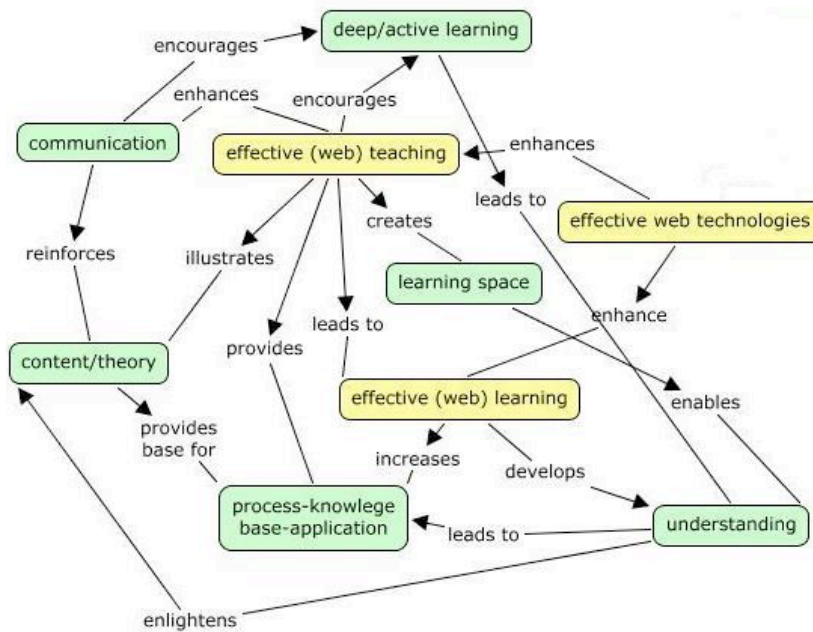 deep/active learning
encourages
enhances
encourages
communication
effective (web) teaching
enhances
leads to
effective web technologies
creates
reinforces
illustrates
learning space
enhance
leads to
provides
content/theory
effective (web) learning
enables
provides
base for
increases
develops
process-knowlege
base-application
leads to
understanding
enlightens